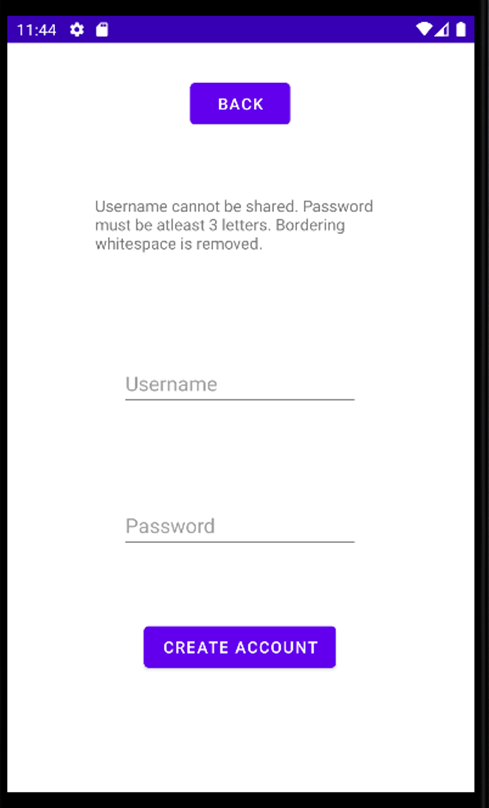 11:44
BACK
Username cannot be shared. Password
must be atleast 3 letters. Bordering
whitespace is removed.
Username
Password
CREATE ACCOUNT